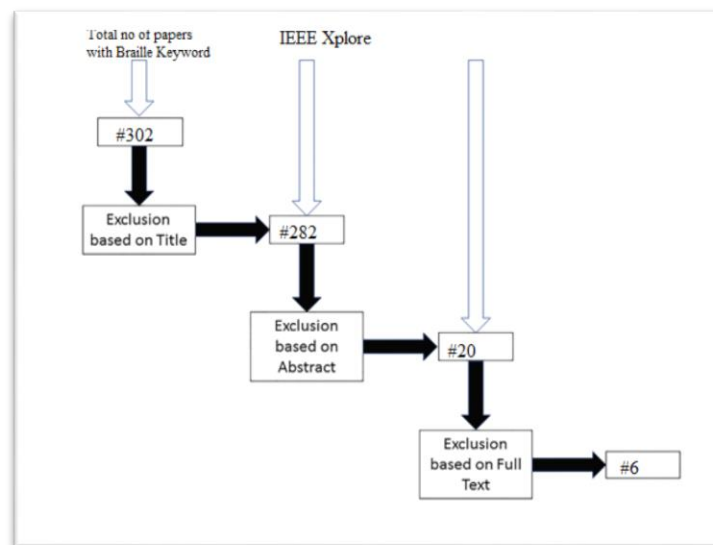 Total no of papers
with Braille Keyword
IEEE Xplore
#302
Exclusion
based on Title
#282
Exclusion
based on
Abstract
#20
Exclusion
based on Full
Text
#6